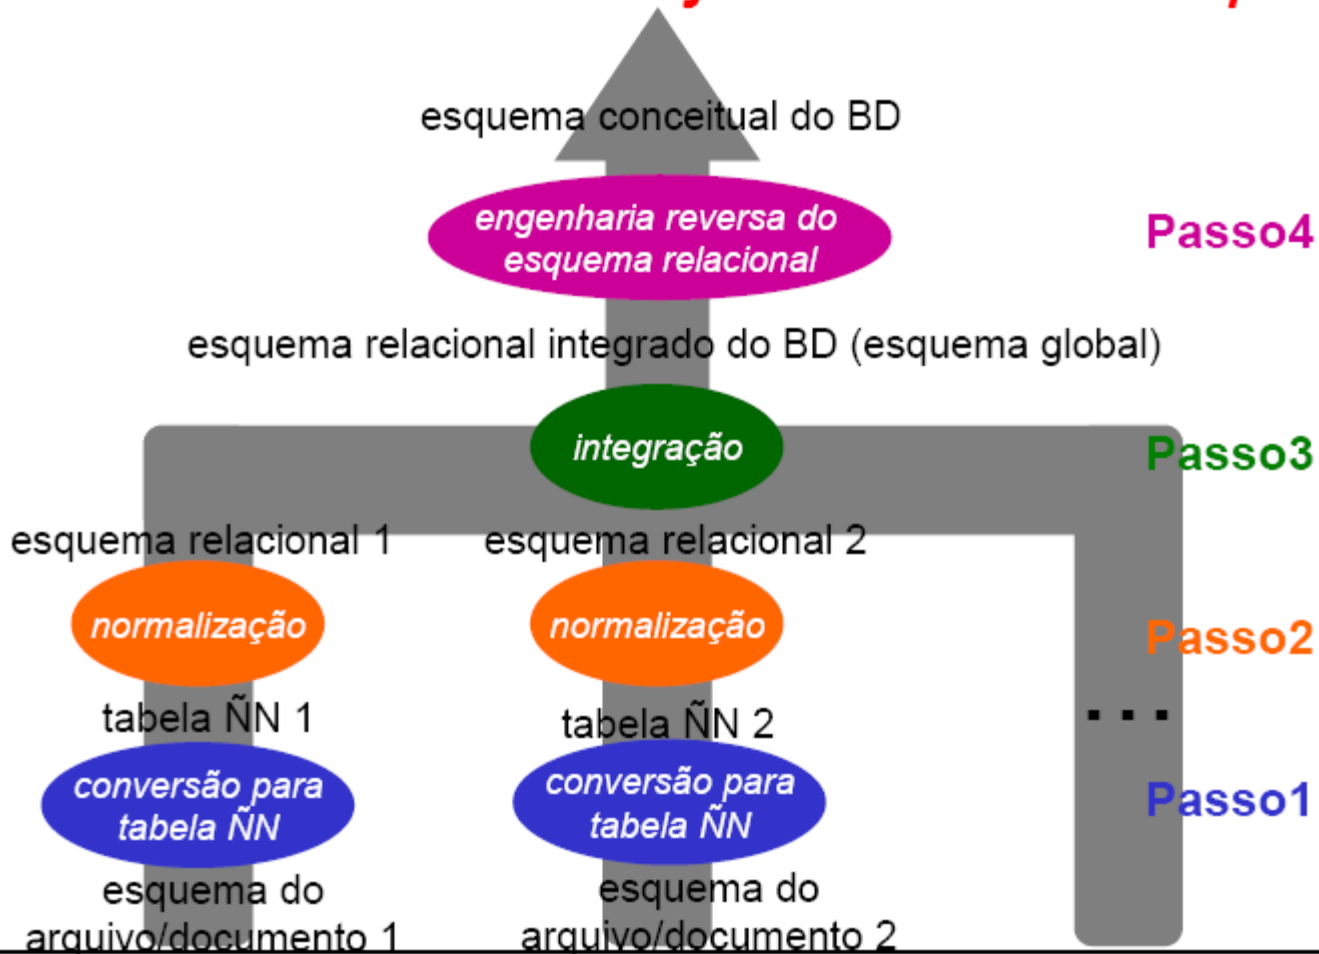 esquema conceitual do BD
engenharia reversa do
esquema relacional
Passo4
esquema relacional integrado do BD (esquema global)
integração
Passo3
esquema relacional 1
esquema relacional 2
normalização
normalização
Passo2
tabela ÑN 1
tabela ÑN 2
. . .
conversão para
tabela ÑN
conversão para
tabela ÑN
Passo1
esquema do
arquivo/documento 1
esquema do
arquivo/documento 2